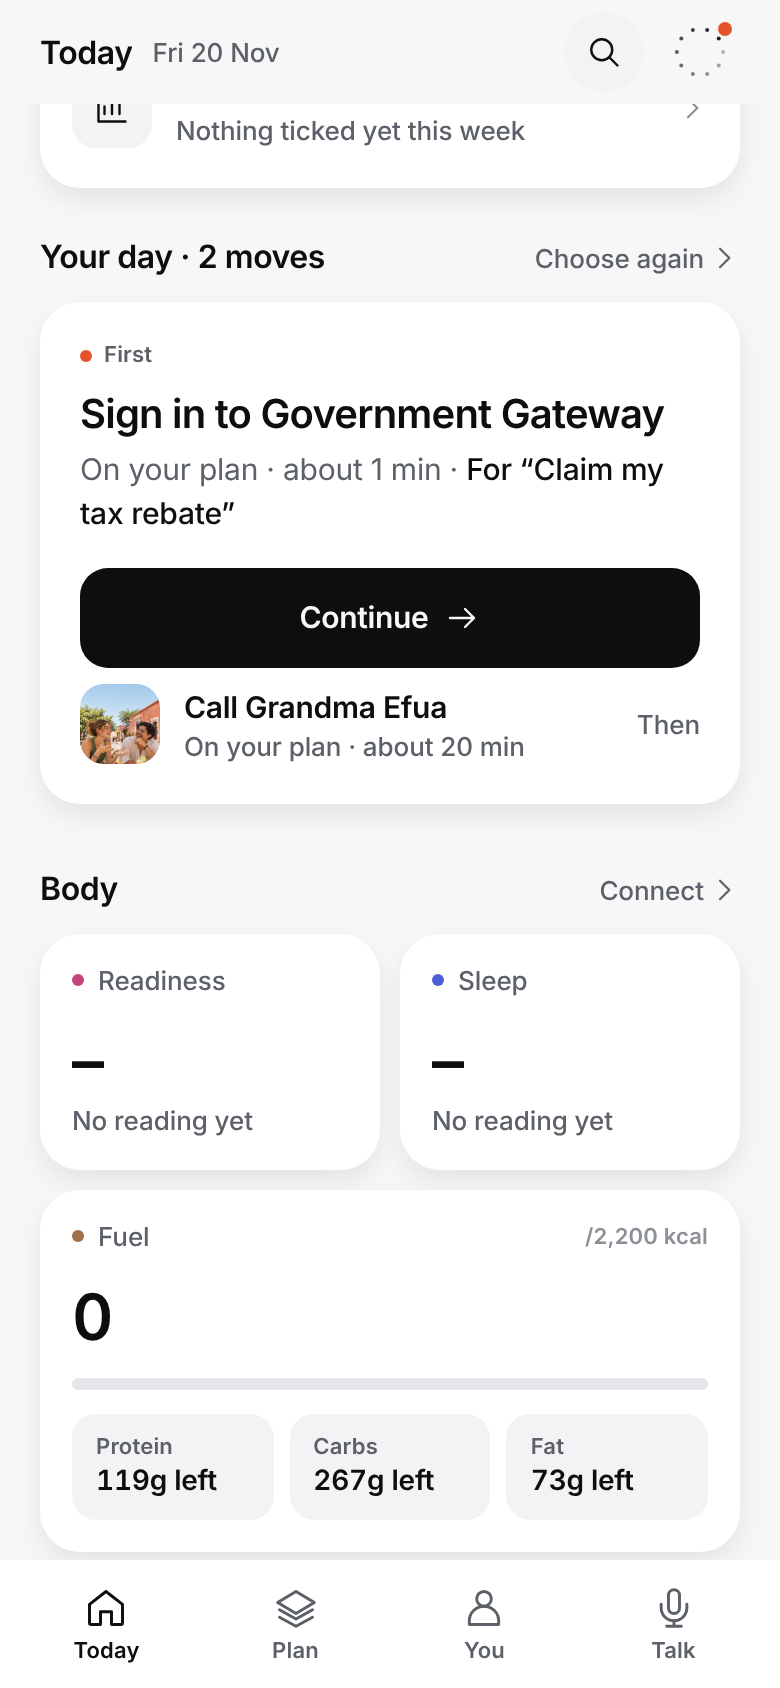 Today Fri 20 Nov
Nothing ticked yet this week
Your day · 2 moves
Choose again
First
Sign in to Government Gateway
On your plan · about 1 min · For “Claim my
tax rebate”
Continue
Call Grandma Efua
On your plan · about 20 min
Then
Body
Connect
Readiness
–
No reading yet
Sleep
–
No reading yet
Fuel
/2,200 kcal
0
Protein
119g left
Carbs
267g left
Fat
73g left
Today
Plan
You
Talk